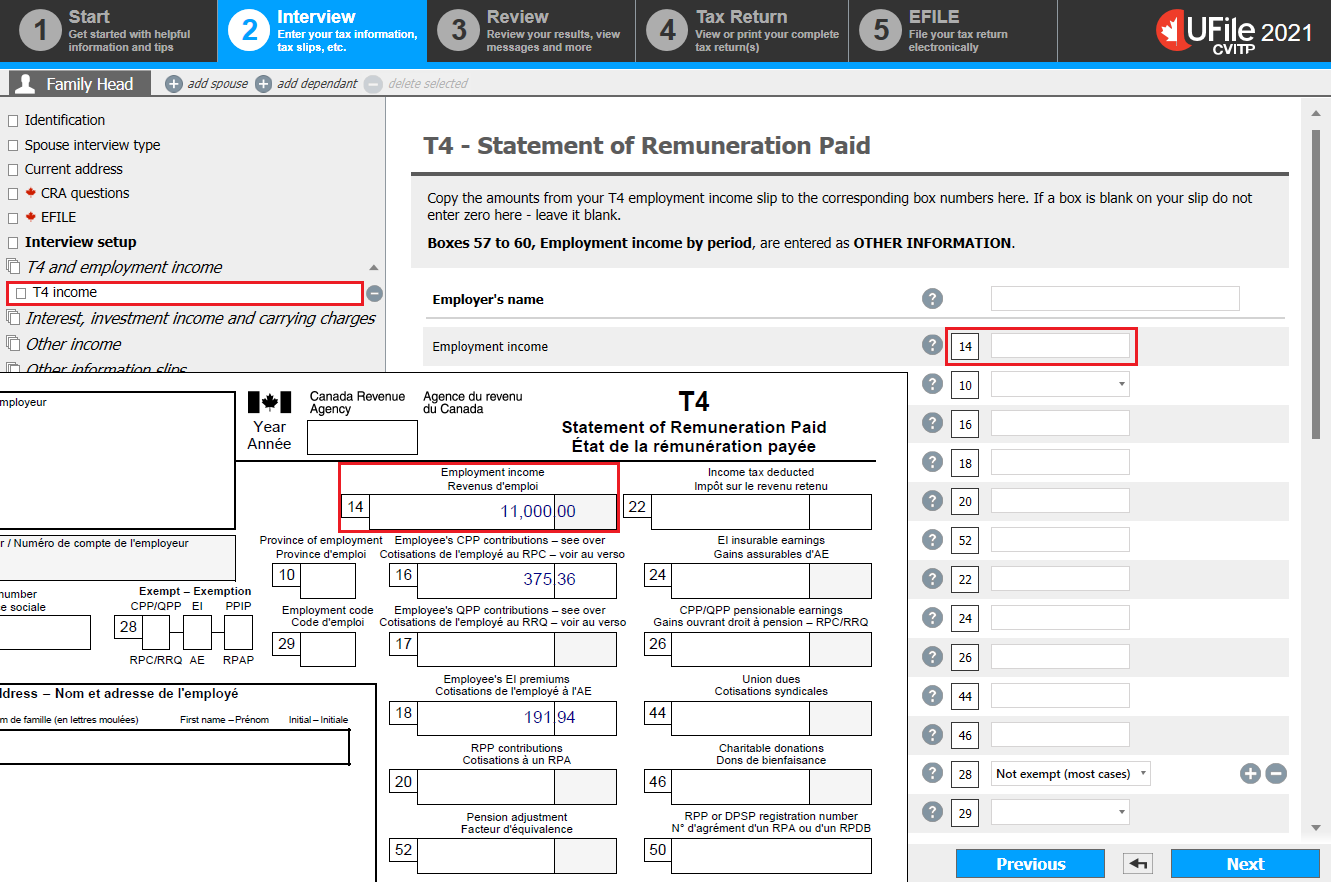 1 Start
Get started with helpful
information and tips
2 Interview
Enter your tax information,
tax slips, etc.
3 Review
Review your results, view
messages and more
4 Tax Return
View or print your complete
tax return(s)
5 EFILE
File your tax return
electronically
UFile 2021
CVITP
Family Head
add spouse
add dependant
delete selected
Identification
Spouse interview type
Current address
CRA questions
EFILE
Interview setup
T4 and employment income
T4 income
Interest, investment income and carrying charges
Other income
Other information slips
T4 - Statement of Remuneration Paid
Copy the amounts from your T4 employment income slip to the corresponding box numbers here. If a box is blank on your slip do not
enter zero here - leave it blank.
Boxes 57 to 60, Employment income by period, are entered as OTHER INFORMATION.
Employer's name ?
Employment income ? 14
? 10
? 16
? 18
? 20
? 52
? 22
? 24
? 26
? 44
? 46
? 28 Not exempt (most cases)
? 29
Previous
Next
mployeur
Canada Revenue
Agency
Agence du revenu
du Canada
Year
Année
T4
Statement of Remuneration Paid
État de la rémunération payée
Employment income
Revenus d'emploi
14 11,000 00
Income tax deducted
Impôt sur le revenu retenu
22
r / Numéro de compte de l'employeur
Province of employment
Province d'emploi
10
Employee's CPP contributions – see over
Cotisations de l'employé au RPC – voir au verso
16 375 36
EI insurable earnings
Gains assurables d'AE
24
number
e sociale
Exempt – Exemption
CPP/QPP EI PPIP
28
RPC/RRQ AE RPAP
Employment code
Code d'emploi
29
Employee's QPP contributions – see over
Cotisations de l'employé au RRQ – voir au verso
17
CPP/QPP pensionable earnings
Gains ouvrant droit à pension – RPC/RRQ
26
ddress – Nom et adresse de l'employé
m de famille (en lettres moulées) First name – Prénom Initial – Initiale
Employee's EI premiums
Cotisations de l'employé à l'AE
18 191 94
Union dues
Cotisations syndicales
44
RPP contributions
Cotisations à un RPA
20
Charitable donations
Dons de bienfaisance
46
Pension adjustment
Facteur d'équivalence
52
RPP or DPSP registration number
N° d'agrément d'un RPA ou d'un RPDB
50